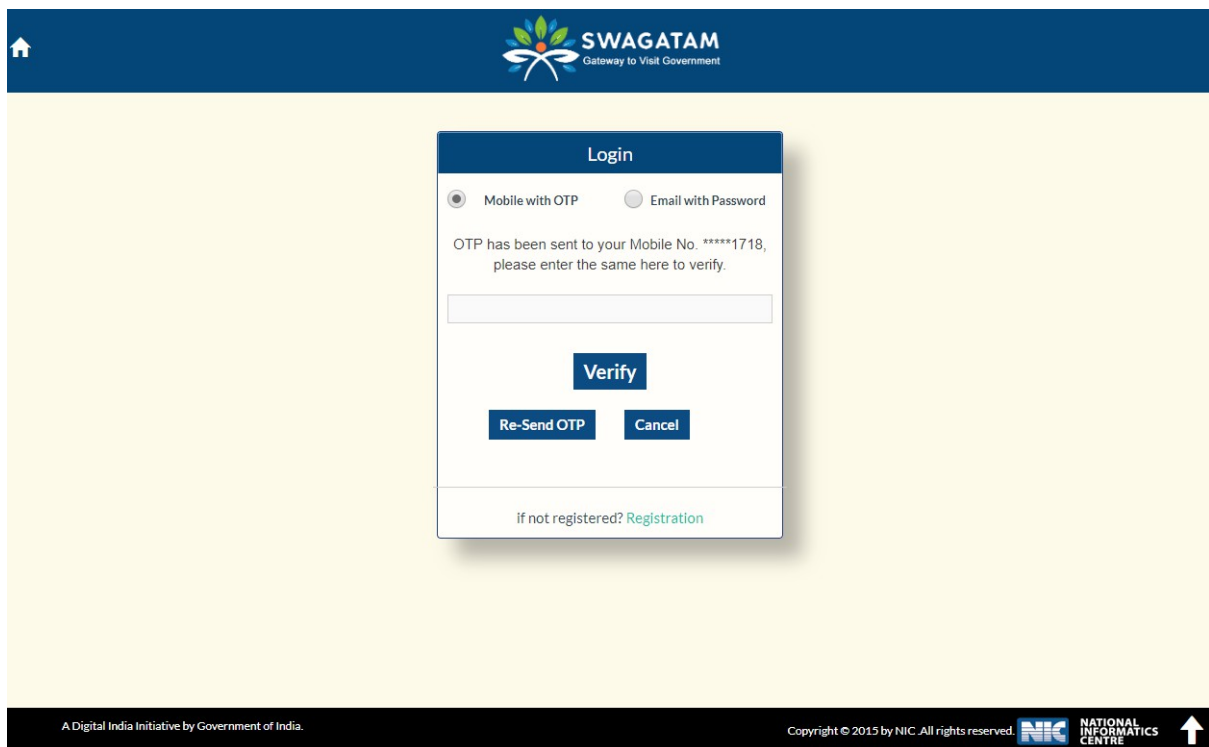 SWAGATAM
Gateway to Visit Government
Login
Mobile with OTP
Email with Password
OTP has been sent to your Mobile No. *****1718,
please enter the same here to verify.
Verify
Re-Send OTP
Cancel
if not registered? Registration
A Digital India Initiative by Government of India.
Copyright © 2015 by NIC .All rights reserved.
NIC
NATIONAL
INFORMATICS
CENTRE